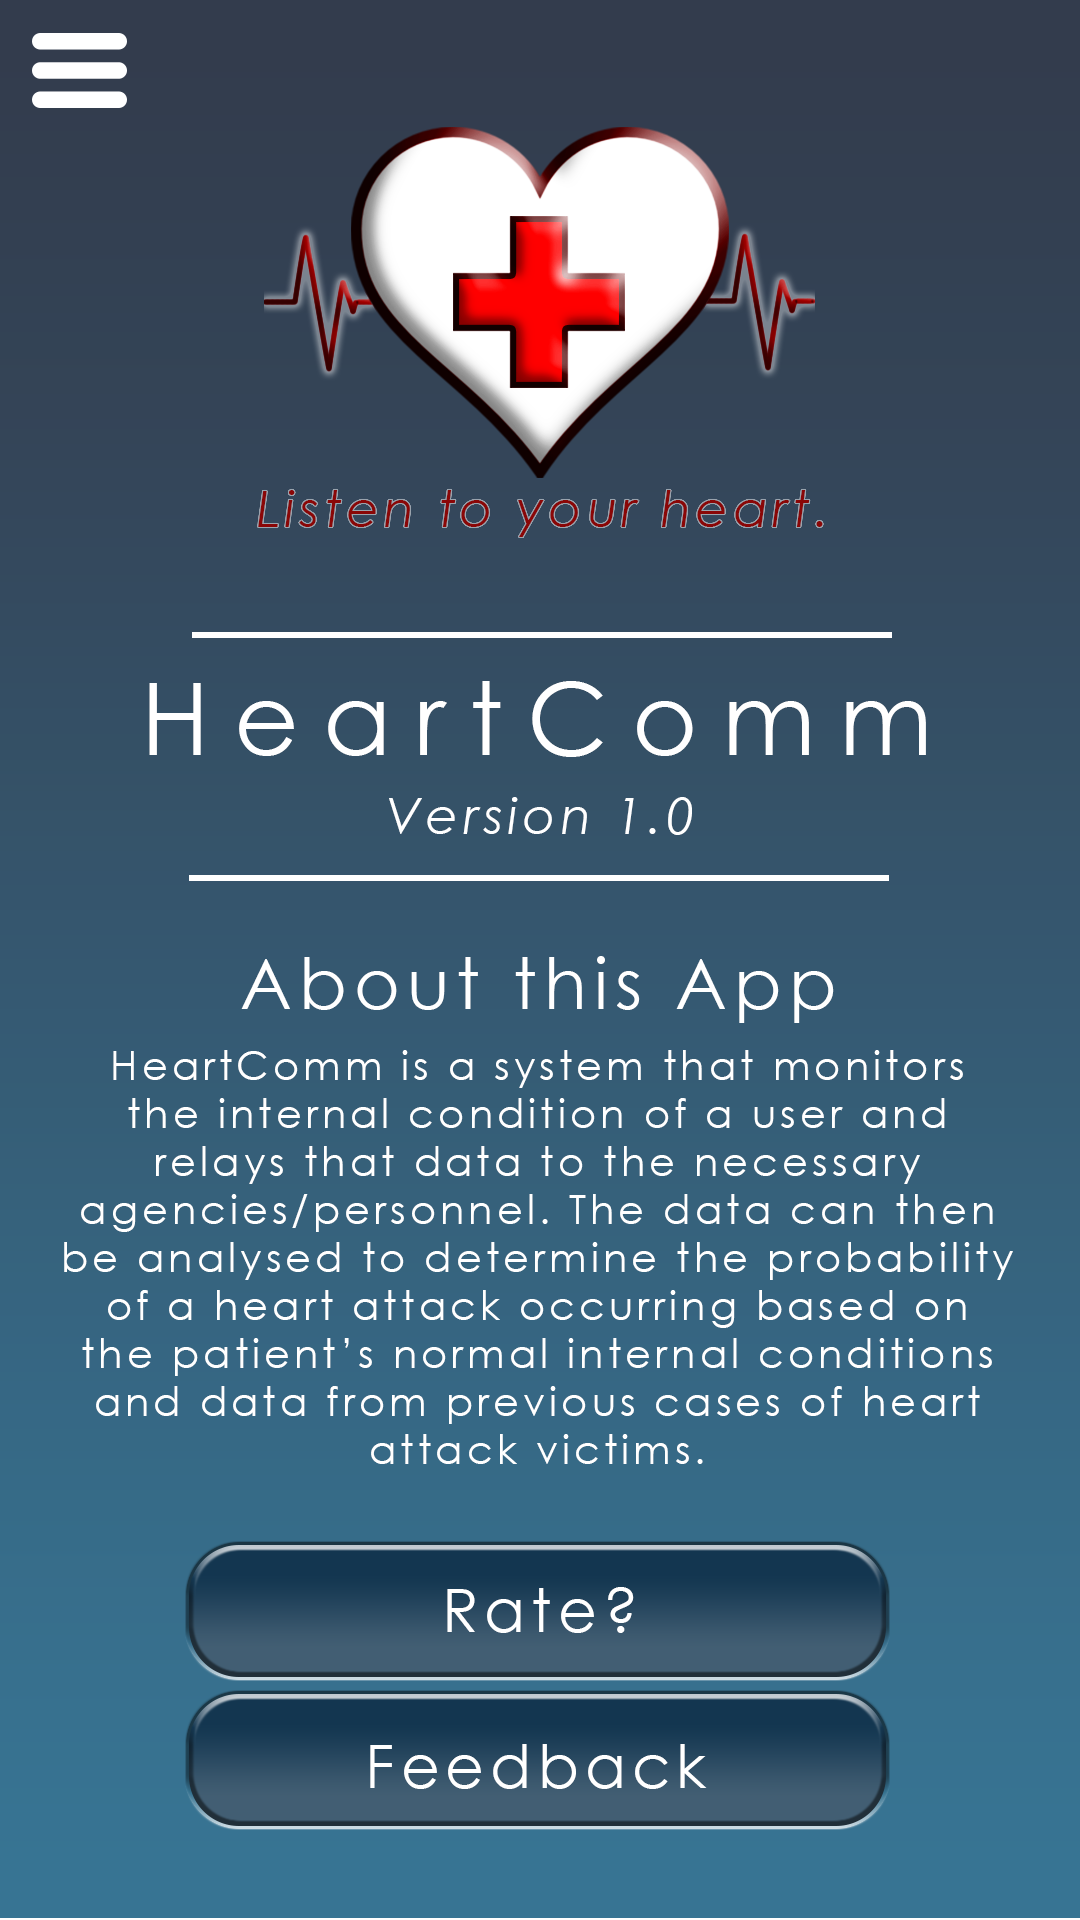 Listen to your heart.
HeartComm
Version 1.0
About this App
HeartComm is a system that monitors
the internal condition of a user and
relays that data to the necessary
agencies/personnel. The data can then
be analysed to determine the probability
of a heart attack occurring based on
the patient’s normal internal conditions
and data from previous cases of heart
attack victims.
Rate?
Feedback